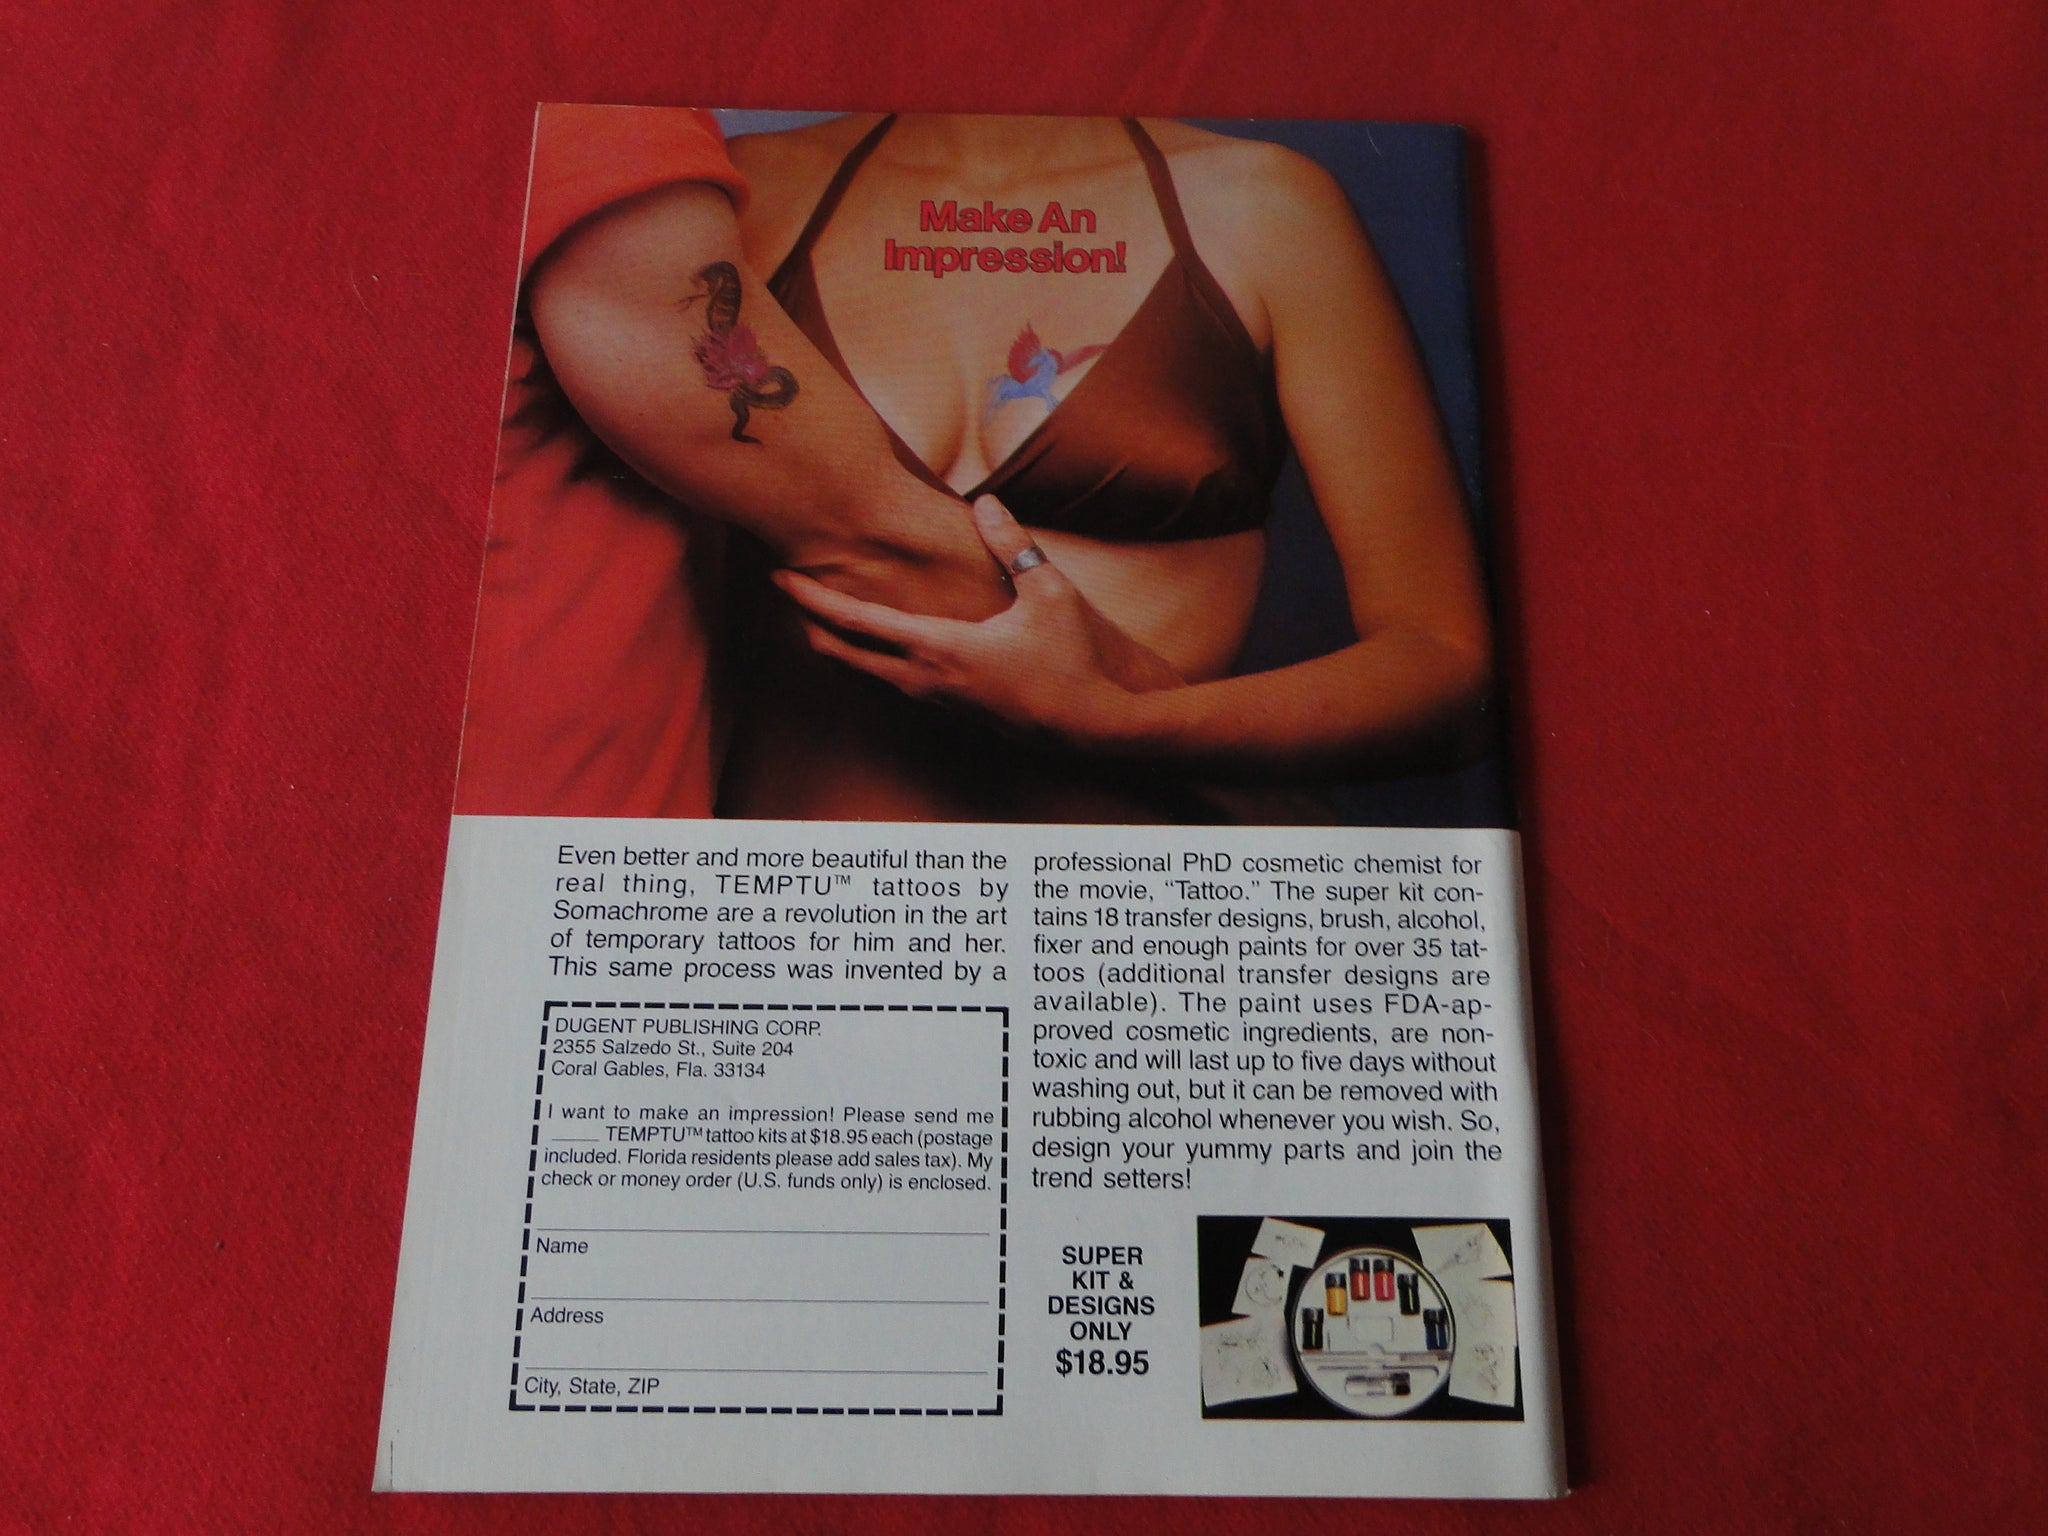 Make An
Impression!
Even better and more beautiful than the
real thing, TEMPTU™ tattoos by
Somachrome are a revolution in the art
of temporary tattoos for him and her.
This same process was invented by a
professional PhD cosmetic chemist for
the movie, “Tattoo.” The super kit con-
tains 18 transfer designs, brush, alcohol,
fixer and enough paints for over 35 tat-
toos (additional transfer designs are
available). The paint uses FDA-ap-
proved cosmetic ingredients, are non-
toxic and will last up to five days without
washing out, but it can be removed with
rubbing alcohol whenever you wish. So,
design your yummy parts and join the
trend setters!
DUGENT PUBLISHING CORP.
2355 Salzedo St., Suite 204
Coral Gables, Fla. 33134
I want to make an impression! Please send me
____ TEMPTU™ tattoo kits at $18.95 each (postage
included. Florida residents please add sales tax). My
check or money order (U.S. funds only) is enclosed.
Name
Address
City, State, ZIP
SUPER
KIT &
DESIGNS
ONLY
$18.95